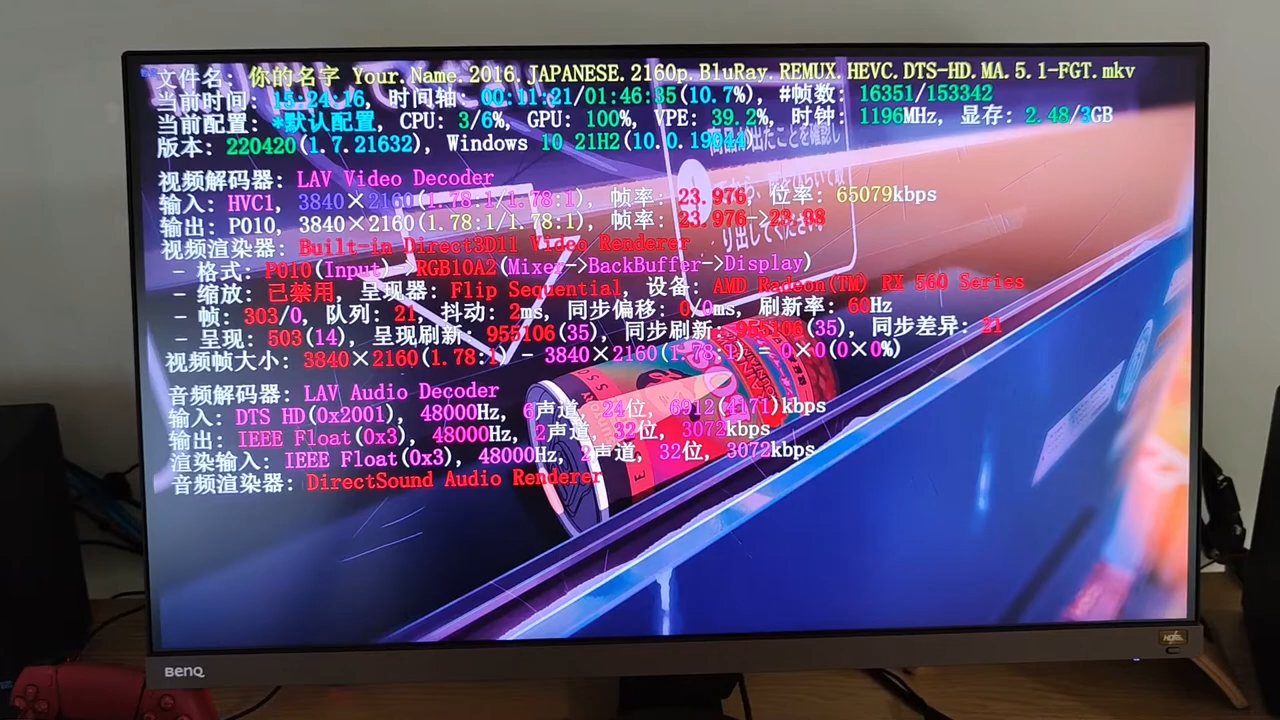 文件名: 你的名字 Your.Name.2016.JAPANESE.2160p.BluRay.REMUX.HEVC.DTS-HD.MA.5.1-FGT.mkv
当前时间: 15:24:16, 时间轴: 00:11:21/01:46:35(10.7%), #帧数: 16351/153342
当前配置: *默认配置, CPU: 3/6%, GPU: 100%, VPE: 39.2%, 时钟: 1196MHz, 显存: 2.48/3GB
版本: 220420(1.7.21632), Windows 10 21H2(10.0.19044)
視频解码器: LAV Video Decoder
输入: HVC1, 3840×2160(1.78:1/1.78:1), 帧率: 23.976, 位率: 65079kbps
输出: P010, 3840×2160(1.78:1/1.78:1), 帧率: 23.976->23.98
视频渲染器: Built-in Direct3D11 Video Renderer
- 格式: P010(Input)->RGB10A2(Mixer->BackBuffer->Display)
- 缩放: 已禁用, 呈现器: Flip Sequential, 设备: AMD Radeon(TM) RX 560 Series
- 帧: 303/0, 队列: 21, 抖动: 2ms, 同步偏移: 0/0ms, 刷新率: 60Hz
- 呈现: 503(14), 呈现刷新: 955106(35), 同步刷新: 955106(35), 同步差异: 21
视频帧大小: 3840×2160(1.78:1) - 3840×2160(1.78:1) = 0×0(0×0%)
音频解码器: LAV Audio Decoder
输入: DTS HD(0x2001), 48000Hz, 6声道, 24位, 6912(4171)kbps
输出: IEEE Float(0x3), 48000Hz, 2声道, 32位, 3072kbps
渲染输入: IEEE Float(0x3), 48000Hz, 2声道, 32位, 3072kbps
音频渲染器: DirectSound Audio Renderer
BenQ